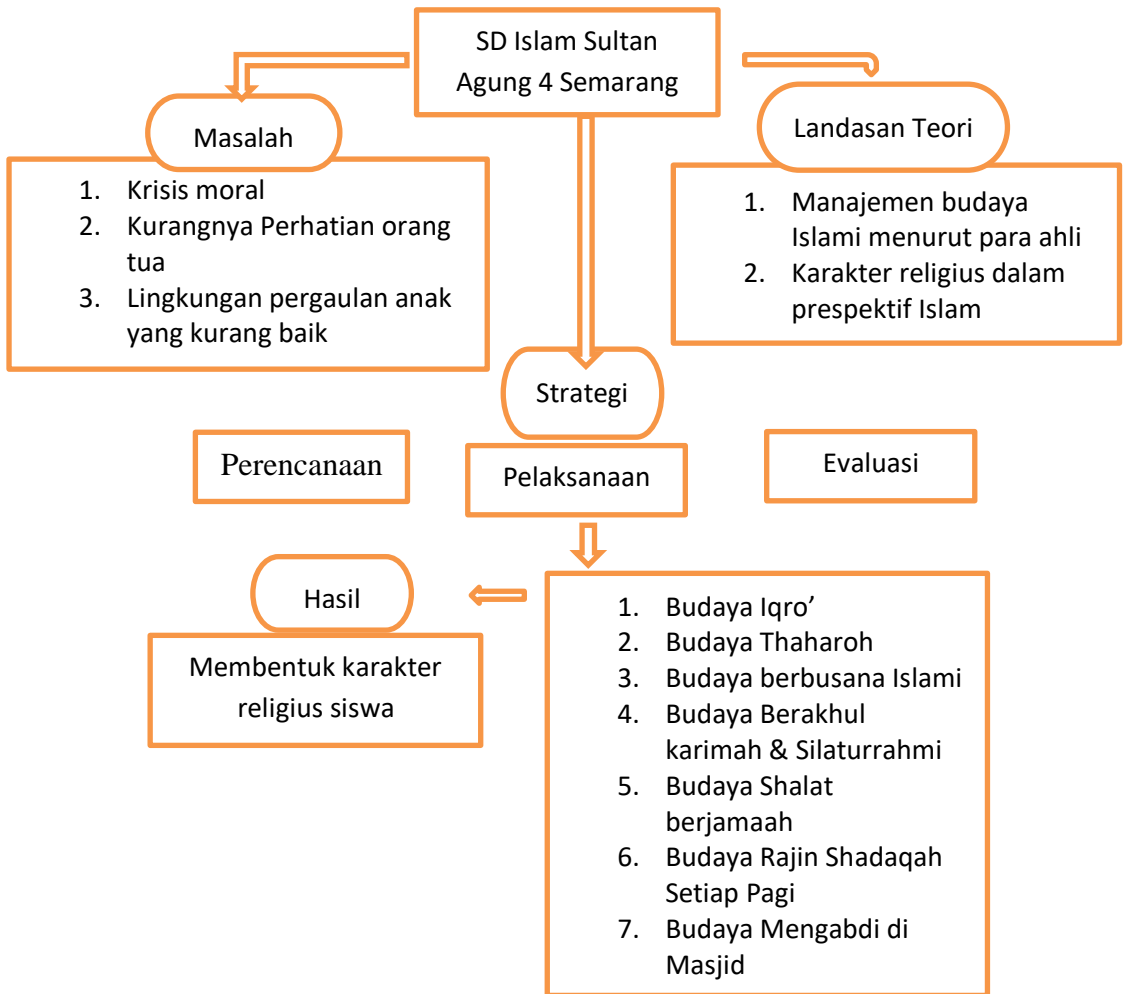 SD Islam Sultan
Agung 4 Semarang
Masalah
1. Krisis moral
2. Kurangnya Perhatian orang
tua
3. Lingkungan pergaulan anak
yang kurang baik
Landasan Teori
1. Manajemen budaya
Islami menurut para ahli
2. Karakter religius dalam
prespektif Islam
Strategi
Perencanaan
Pelaksanaan
Evaluasi
Hasil
Membentuk karakter
religius siswa
1. Budaya Iqro’
2. Budaya Thaharoh
3. Budaya berbusana Islami
4. Budaya Berakhul
karimah & Silaturrahmi
5. Budaya Shalat
berjamaah
6. Budaya Rajin Shadaqah
Setiap Pagi
7. Budaya Mengabdi di
Masjid